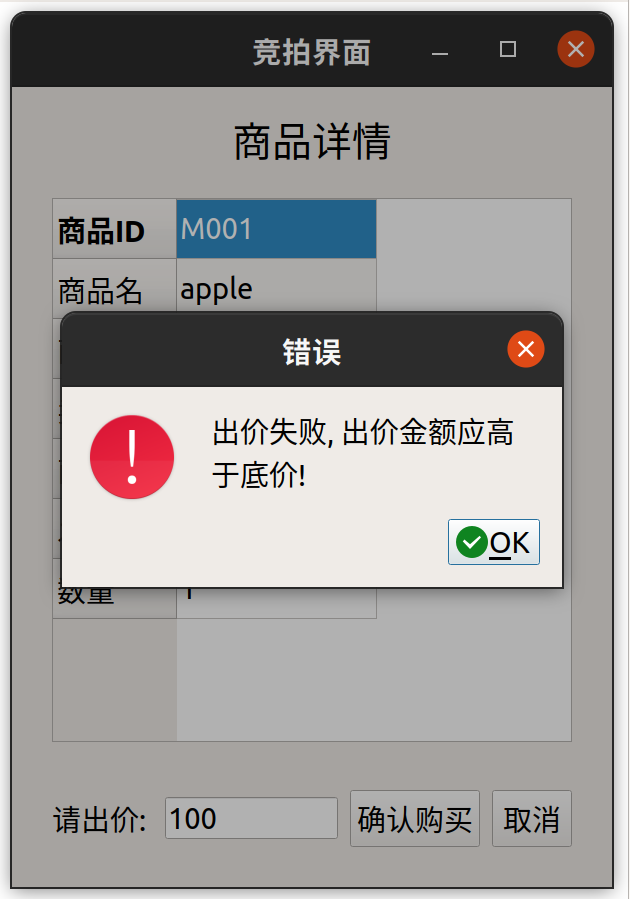 竞拍界面
商品详情
商品ID M001
商品名 apple
错误
出价失败, 出价金额应高
于底价!
OK
数量 1
请出价: 100 确认购买 取消